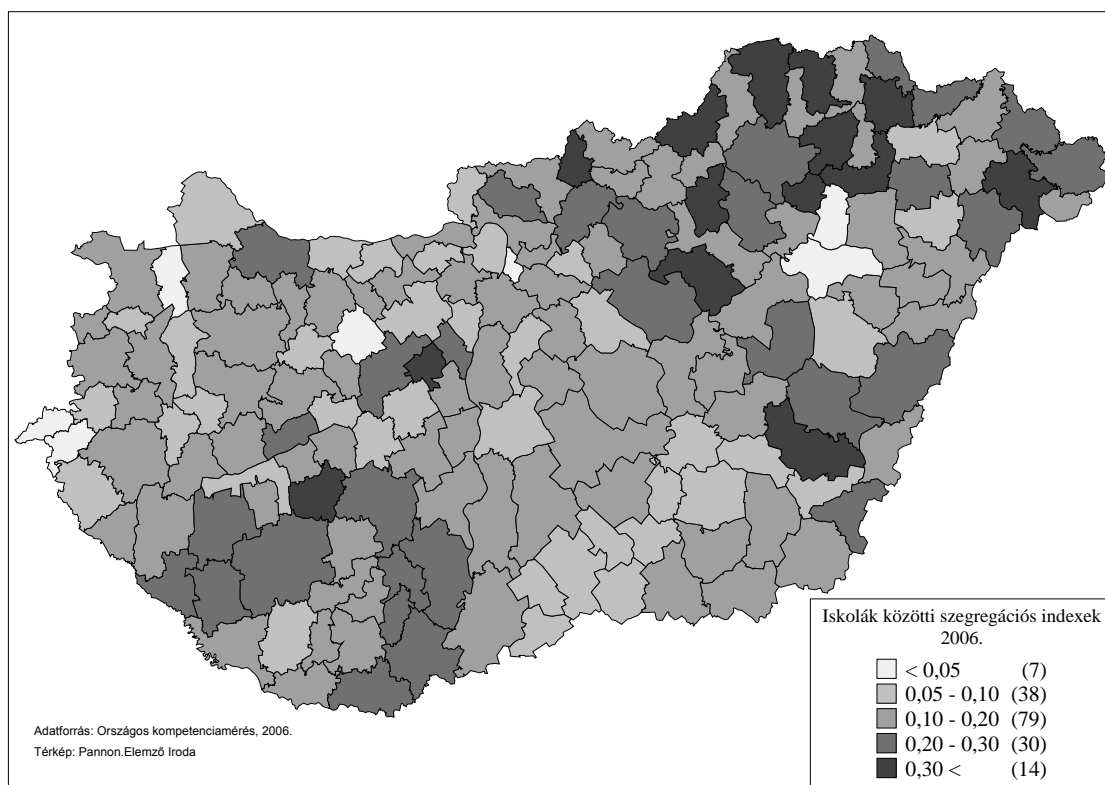 Iskolák közötti szegregációs indexek
2006.
< 0,05 (7)
0,05 - 0,10 (38)
0,10 - 0,20 (79)
0,20 - 0,30 (30)
0,30 < (14)
Adatforrás: Országos kompetenciamérés, 2006.
Térkép: Pannon.Elemző Iroda